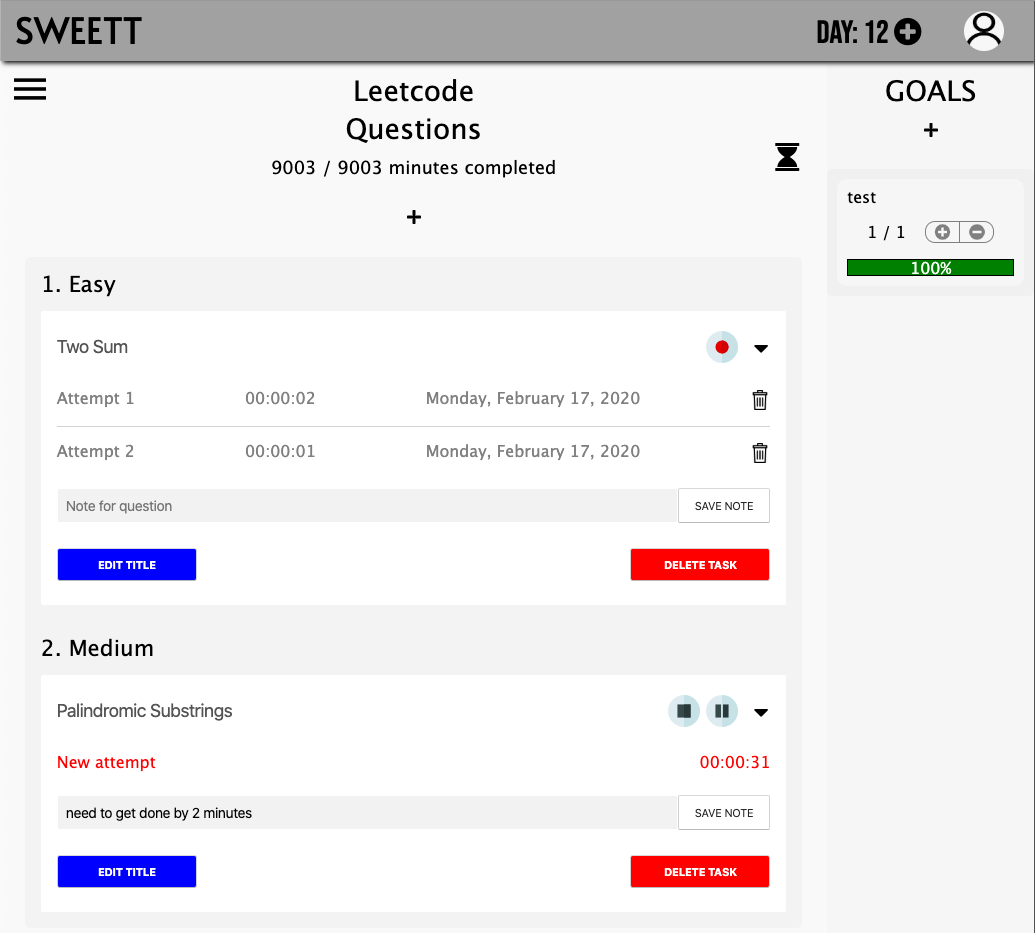 SWEETT
DAY: 12
Leetcode
Questions
9003 / 9003 minutes completed
GOALS
test
1 / 1
100%
1. Easy
Two Sum
Attempt 1 00:00:02 Monday, February 17, 2020
Attempt 2 00:00:01 Monday, February 17, 2020
Note for question SAVE NOTE
EDIT TITLE DELETE TASK
2. Medium
Palindromic Substrings
New attempt 00:00:31
need to get done by 2 minutes SAVE NOTE
EDIT TITLE DELETE TASK